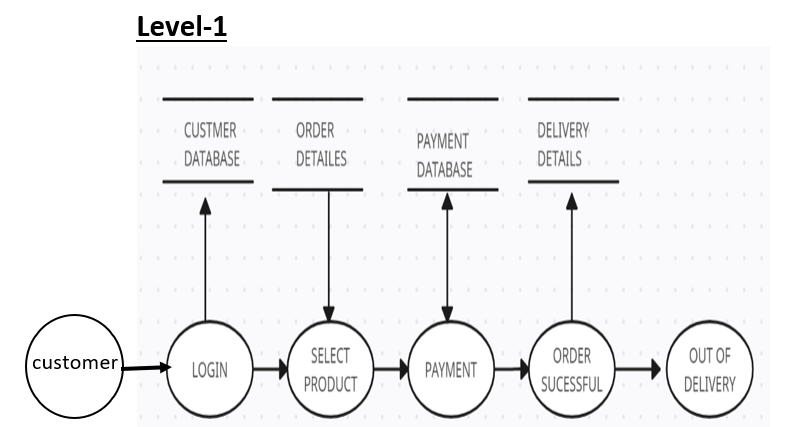 Level-1
CUSTMER
DATABASE
ORDER
DETAILES
PAYMENT
DATABASE
DELIVERY
DETAILS
customer
LOGIN
SELECT
PRODUCT
PAYMENT
ORDER
SUCESSFUL
OUT OF
DELIVERY